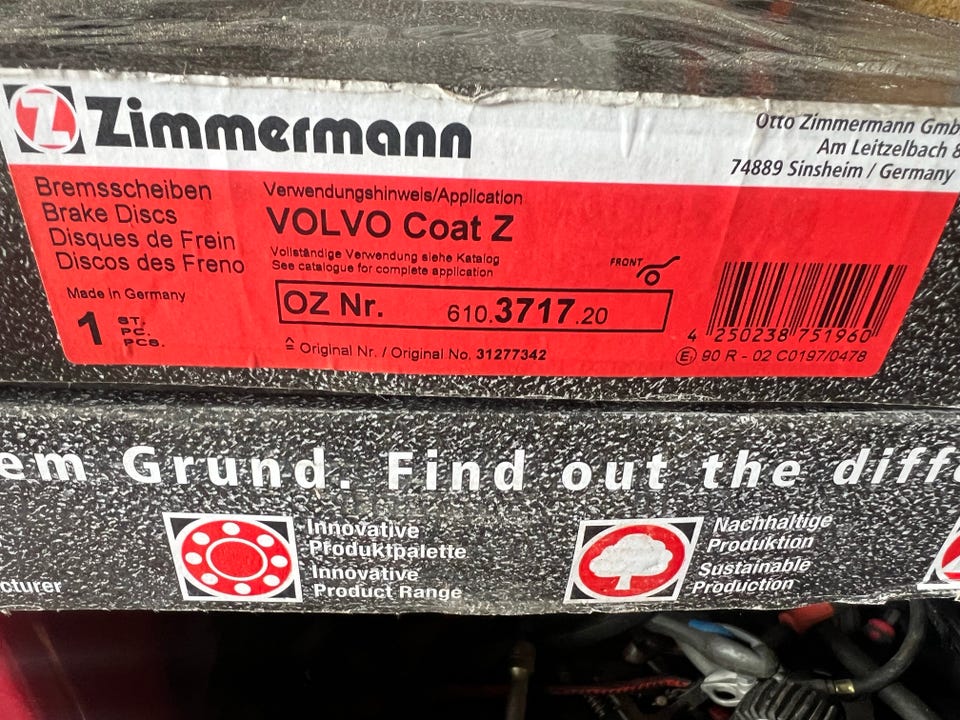 Z Zimmermann
Otto Zimmermann Gmb
Am Leitzelbach 8
74889 Sinsheim / Germany
Bremsscheiben
Brake Discs
Disques de Frein
Discos des Freno
Made in Germany
1 ST.
PC.
PCS.
Verwendungshinweis/Application
VOLVO Coat Z
Vollständige Verwendung siehe Katalog
See catalogue for complete application
FRONT
OZ Nr. 610.3717.20
≙ Original Nr. / Original No. 31277342
4 250238 751960
E1 90 R - 02 C0197/0478
em Grund. Find out the diffe
cturer
Innovative
Produktpalette
Innovative
Product Range
Nachhaltige
Produktion
Sustainable
Production